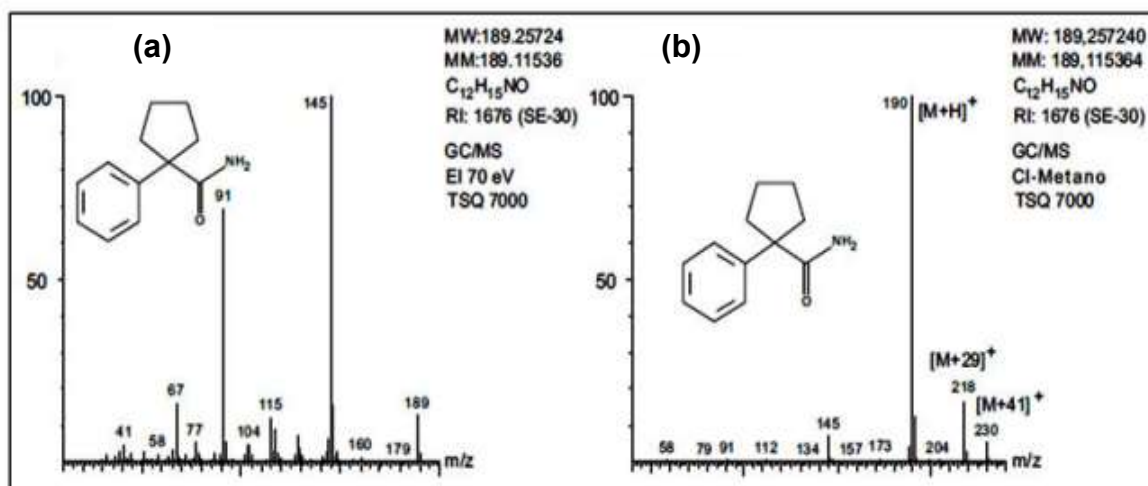 (a)
MW:189.25724
MM:189.11536
C12H15NO
RI: 1676 (SE-30)
GC/MS
EI 70 eV
TSQ 7000
100
50
145
91
NH2
O
67
41
58
77
104
115
160
179
189
m/z
(b)
MW: 189,257240
MM: 189,115364
C12H15NO
RI: 1676 (SE-30)
GC/MS
CI-Metano
TSQ 7000
100
50
190
[M+H]+
NH2
O
[M+29]+
218
[M+41]+
230
58
79
91
112
134
145
157
173
204
m/z